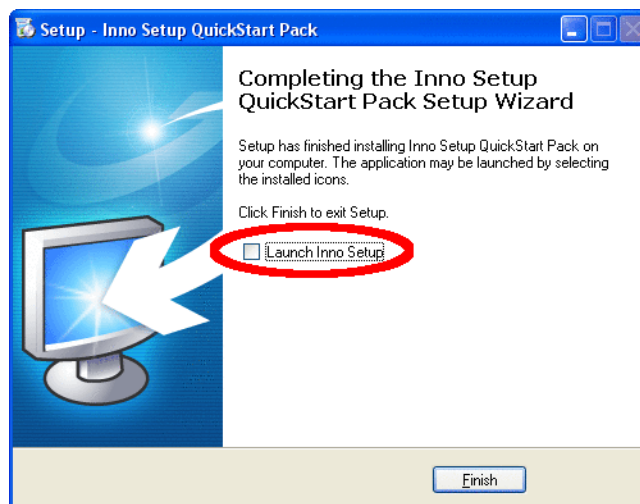 Setup - Inno Setup QuickStart Pack
Completing the Inno Setup
QuickStart Pack Setup Wizard
Setup has finished installing Inno Setup QuickStart Pack on
your computer. The application may be launched by selecting
the installed icons.
Click Finish to exit Setup.
Launch Inno Setup
Finish